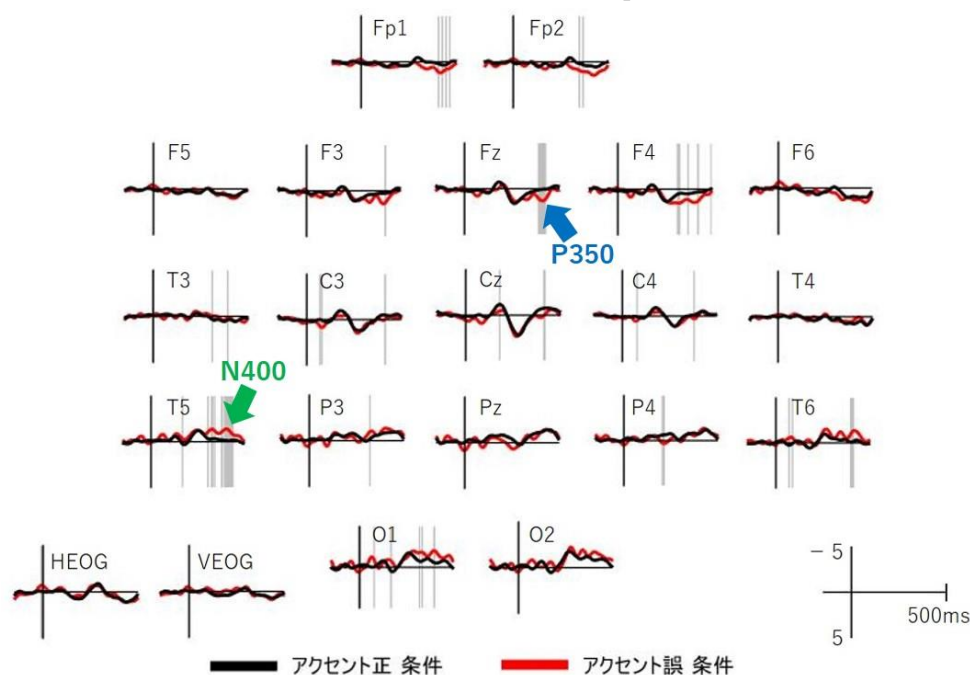 Fp1 Fp2
F5 F3 Fz F4 F6
P350
T3 C3 Cz C4 T4
N400
T5 P3 Pz P4 T6
HEOG VEOG O1 O2
− 5
500ms
5
アクセント正 条件 アクセント誤 条件